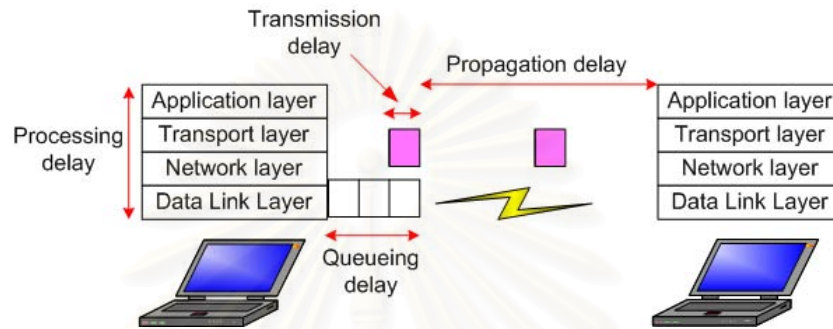 Transmission
delay
Propagation delay
Processing
delay
Application layer
Transport layer
Network layer
Data Link Layer
Application layer
Transport layer
Network layer
Data Link Layer
Queueing
delay